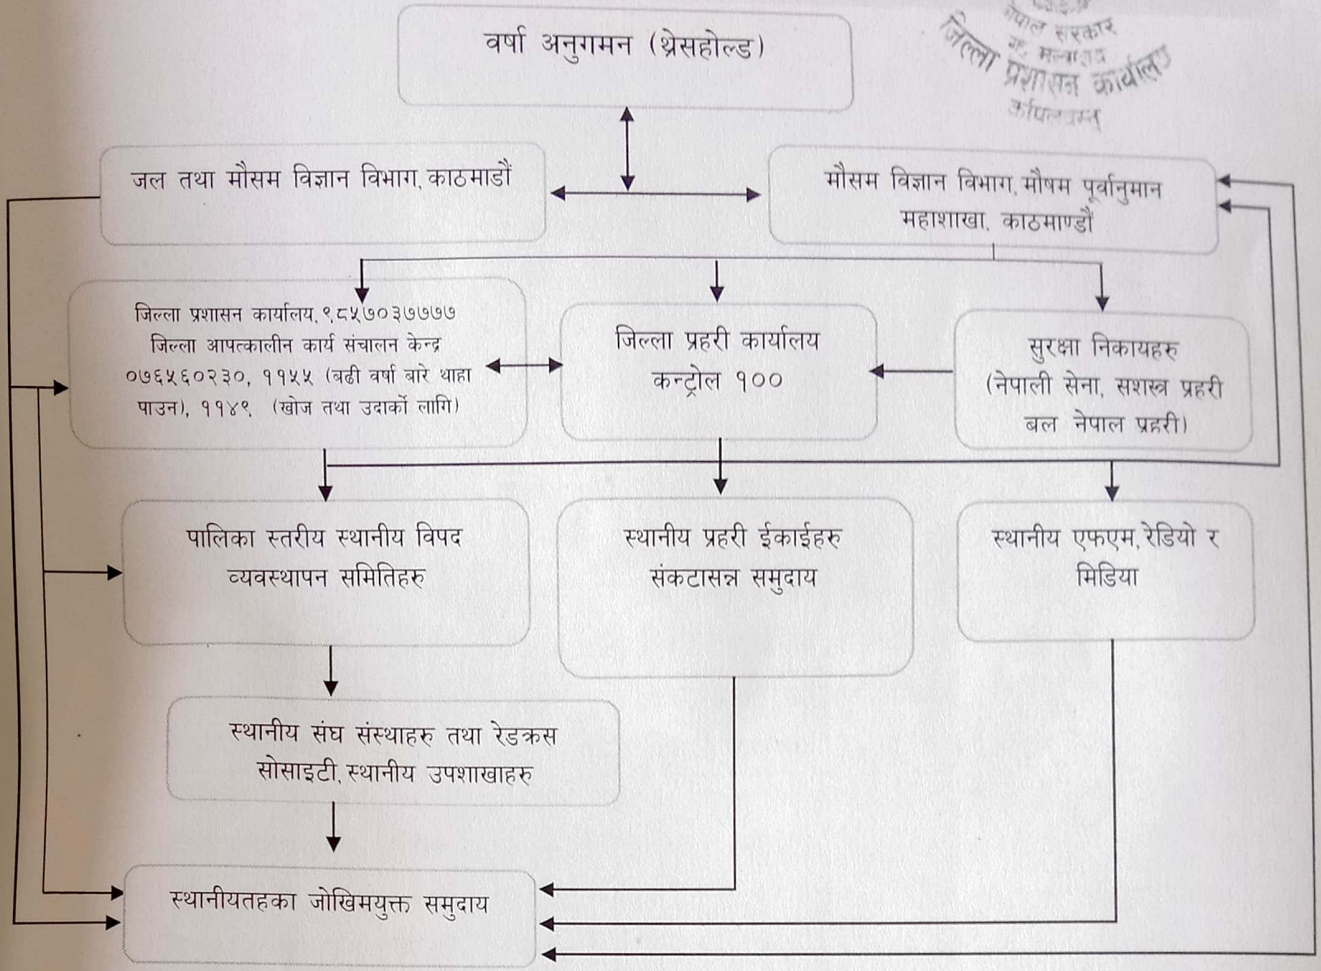 वर्षा अनुगमन (थ्रेसहोल्ड)
नेपाल सरकार
जिल्ला प्रशासन कार्यालय
जल तथा मौसम विज्ञान विभाग, काठमाडौं
मौसम विज्ञान विभाग, मौषम पूर्वानुमान
महाशाखा, काठमाण्डौं
जिल्ला प्रशासन कार्यालय, ९८५७०३७७७७
जिल्ला आपत्कालीन कार्य संचालन केन्द्र
०७६५६०२३०, ११५५ (बढी वर्षा बारे थाहा
पाउन), ११४९ (खोज तथा उदार्को लागि)
जिल्ला प्रहरी कार्यालय
कन्ट्रोल १००
सुरक्षा निकायहरु
(नेपाली सेना, सशस्त्र प्रहरी
बल नेपाल प्रहरी)
पालिका स्तरीय स्थानीय विपद
व्यवस्थापन समितिहरु
स्थानीय प्रहरी ईकाईहरु
संकटासन्न समुदाय
स्थानीय एफएम, रेडियो र
मिडिया
स्थानीय संघ संस्थाहरु तथा रेडक्रस
सोसाइटी, स्थानीय उपशाखाहरु
स्थानीयतहका जोखिमयुक्त समुदाय